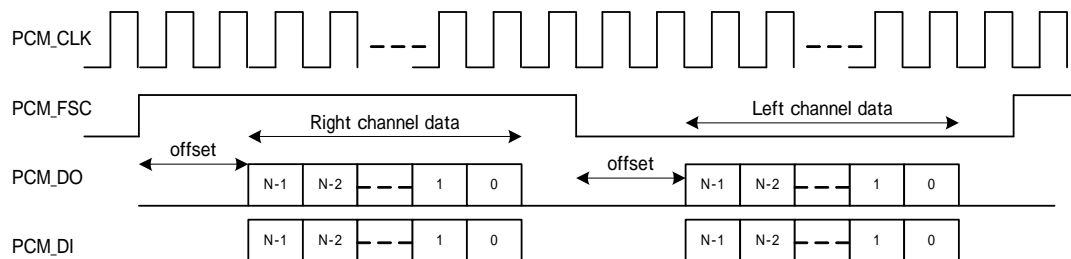 PCM_CLK
PCM_FSC
Right channel data
Left channel data
offset
offset
PCM_DO
N-1 N-2 1 0 N-1 N-2 1 0
PCM_DI
N-1 N-2 1 0 N-1 N-2 1 0